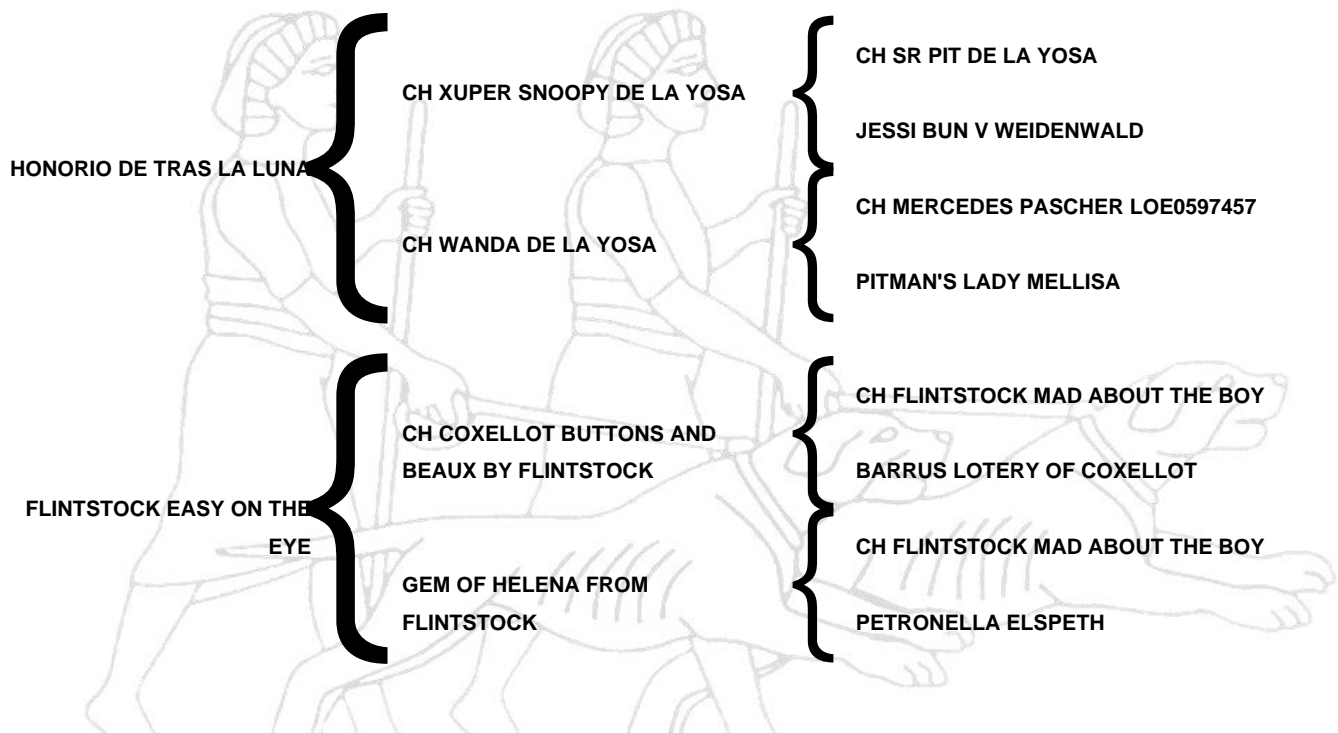 CH SR PIT DE LA YOSA
CH XUPER SNOOPY DE LA YOSA
JESSI BUN V WEIDENWALD
HONORIO DE TRAS LA LUNA
CH MERCEDES PASCHER LOE0597457
CH WANDA DE LA YOSA
PITMAN'S LADY MELLISA
CH FLINTSTOCK MAD ABOUT THE BOY
CH COXELLOT BUTTONS AND
BEAUX BY FLINTSTOCK
BARRUS LOTERY OF COXELLOT
FLINTSTOCK EASY ON THE
EYE
CH FLINTSTOCK MAD ABOUT THE BOY
GEM OF HELENA FROM
FLINTSTOCK
PETRONELLA ELSPETH